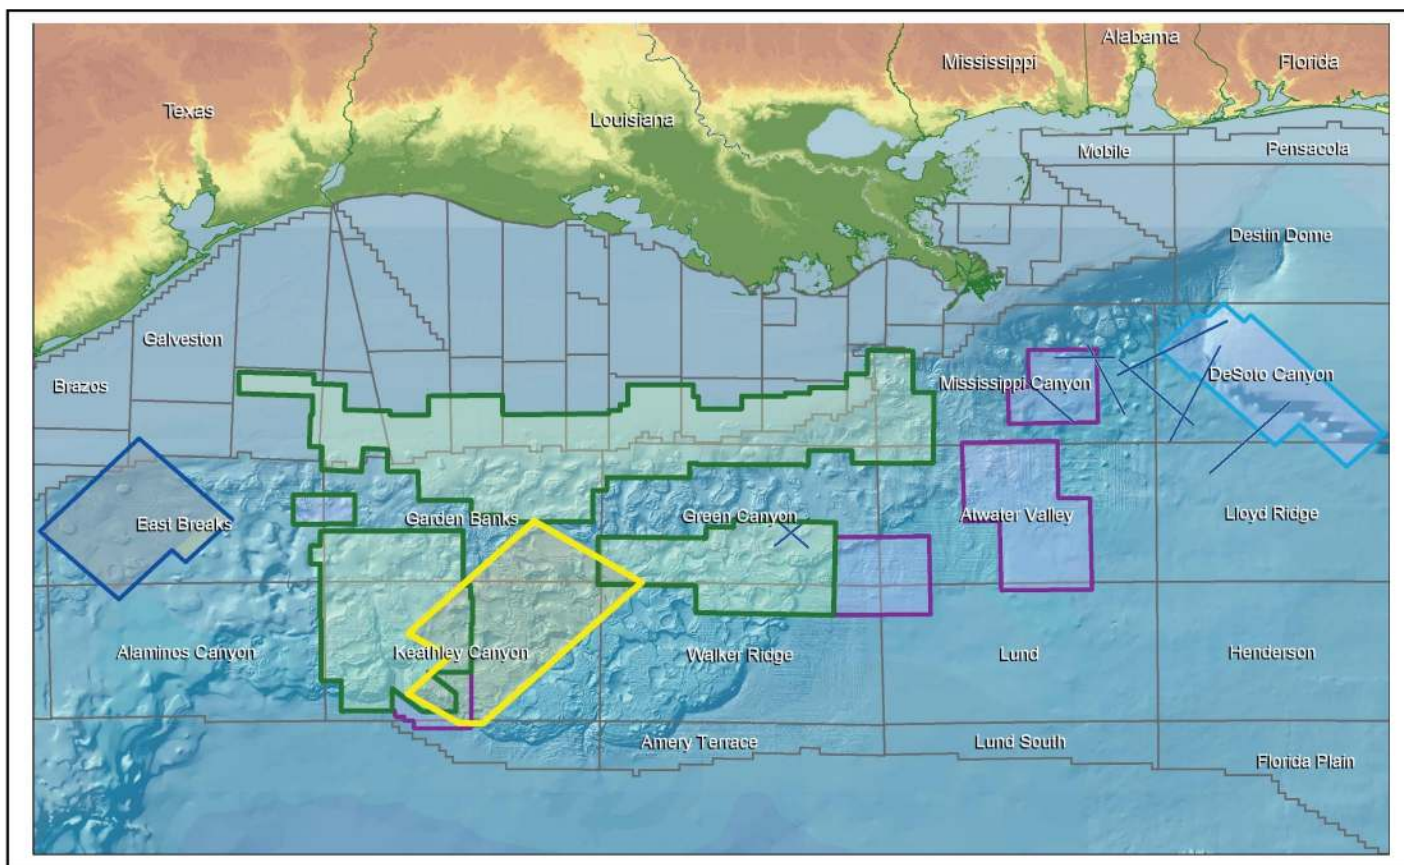 Alabama
Mississippi
Florida
Texas
Louisiana
Mobile
Pensacola
Destin Dome
Galveston
Brazos
Mississippi Canyon
DeSoto Canyon
East Breaks
Garden Banks
Green Canyon
Atwater Valley
Lloyd Ridge
Alaminos Canyon
Keathley Canyon
Walker Ridge
Lund
Henderson
Amery Terrace
Lund South
Florida Plain